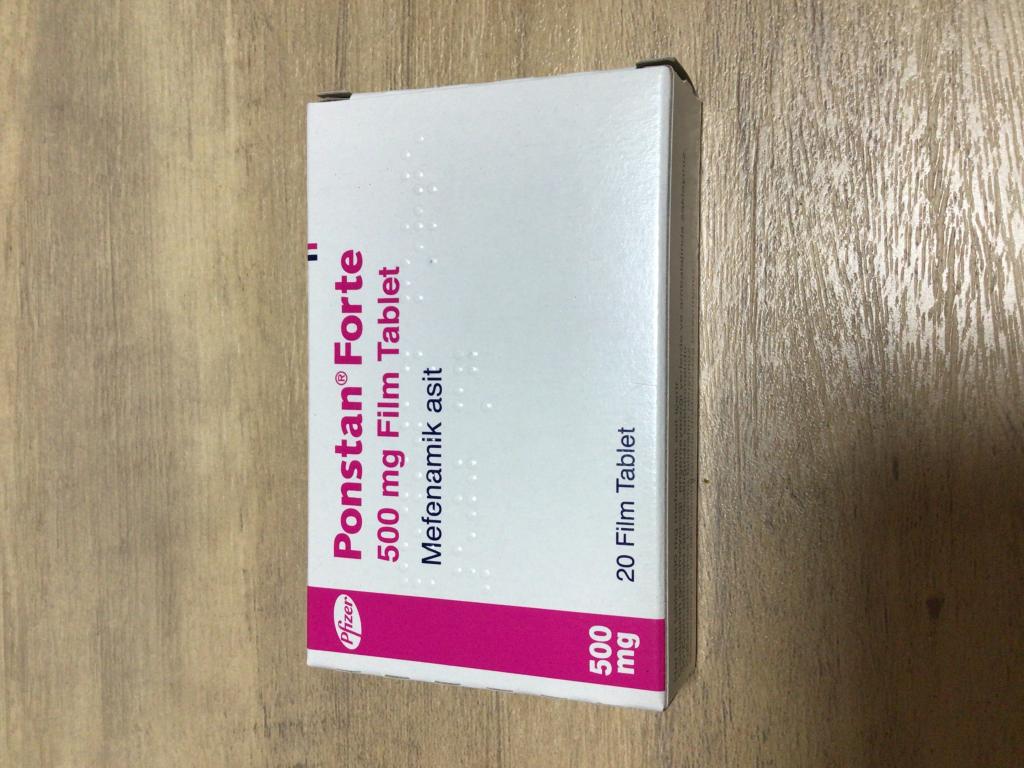 Pfizer
Ponstan® Forte
500 mg Film Tablet
Mefenamik asit
20 Film Tablet
500
mg